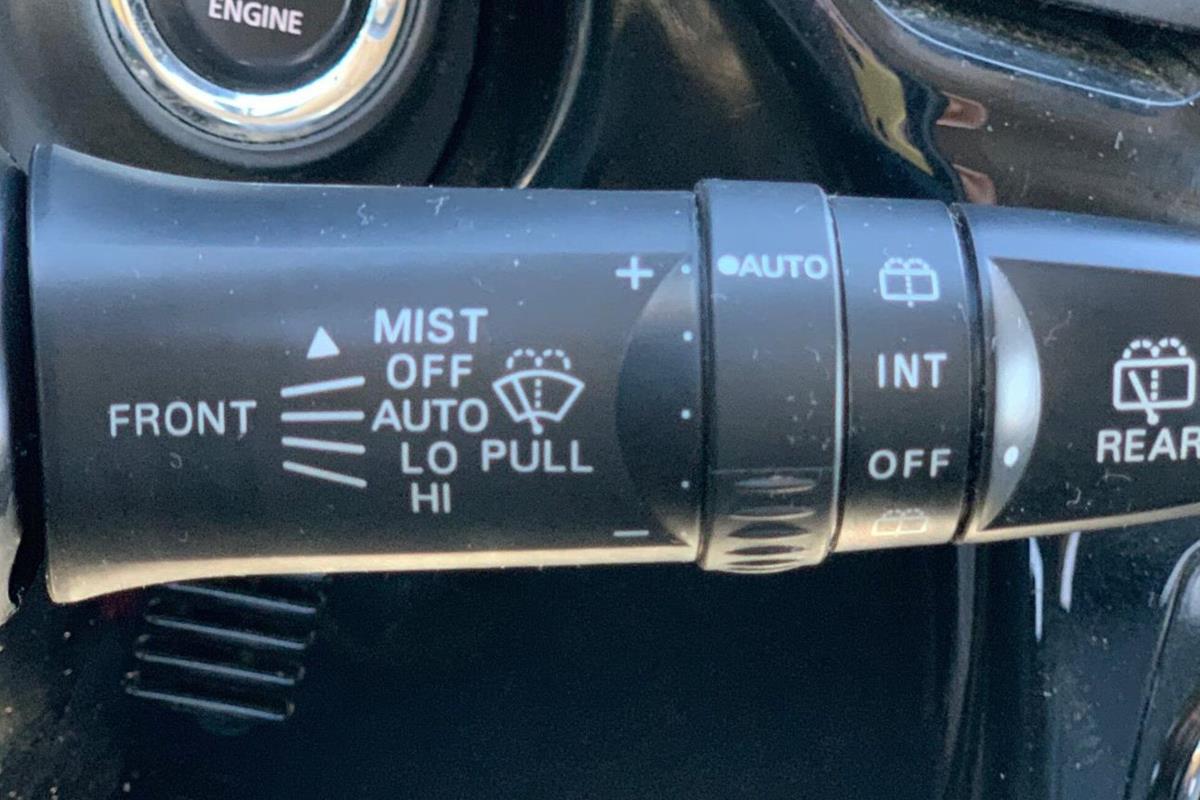 ENGINE
FRONT
MIST
OFF
AUTO
LO
HI
PULL
+
−
●AUTO
INT
OFF
REAR